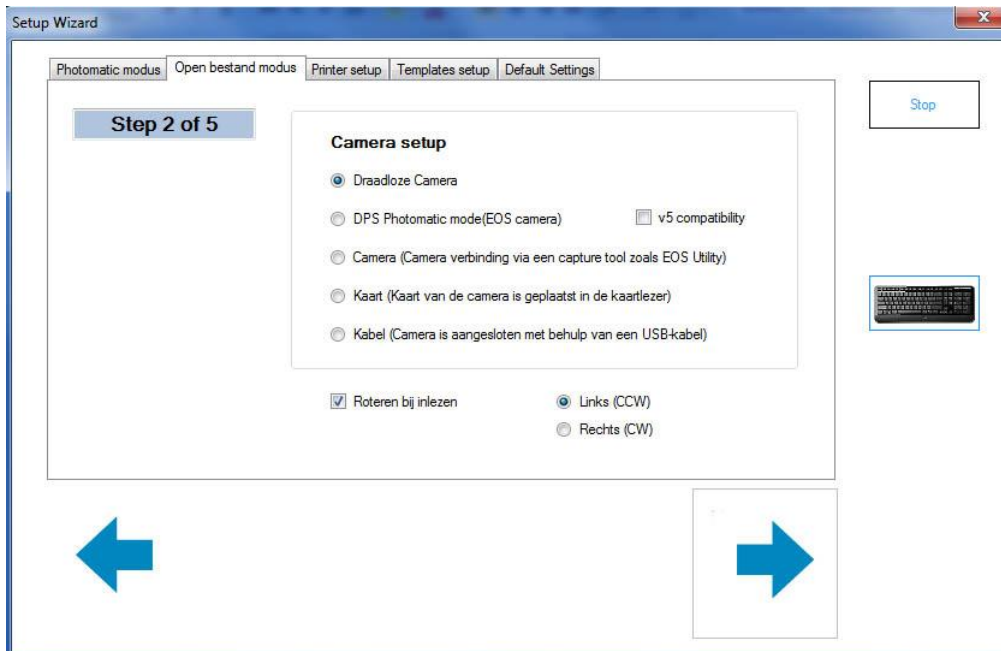 Setup Wizard
Photomatic modus Open bestand modus Printer setup Templates setup Default Settings
Stop
Step 2 of 5
Camera setup
Draadloze Camera
DPS Photomatic mode(EOS camera) v5 compatibility
Camera (Camera verbinding via een capture tool zoals EOS Utility)
Kaart (Kaart van de camera is geplaatst in de kaartlezer)
Kabel (Camera is aangesloten met behulp van een USB-kabel)
Roteren bij inlezen Links (CCW)
Rechts (CW)